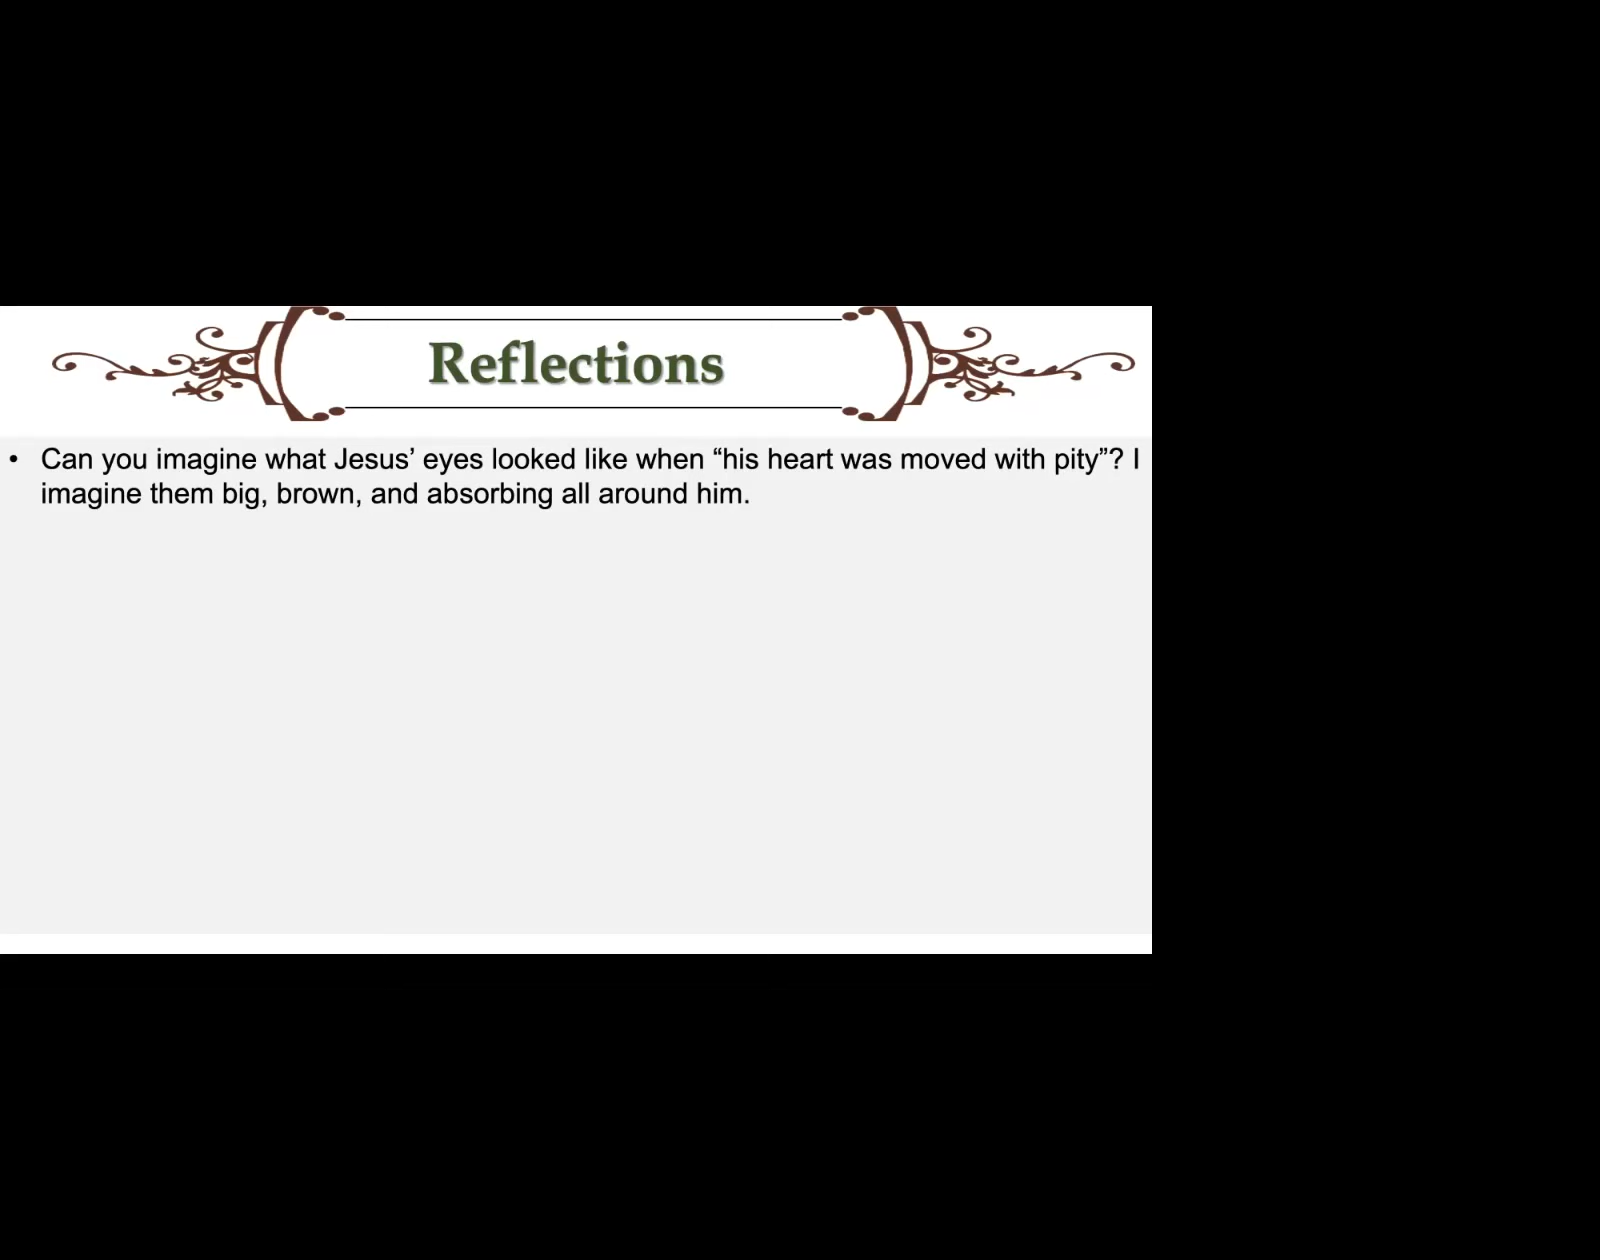 Reflections
• Can you imagine what Jesus’ eyes looked like when “his heart was moved with pity”? I
imagine them big, brown, and absorbing all around him.